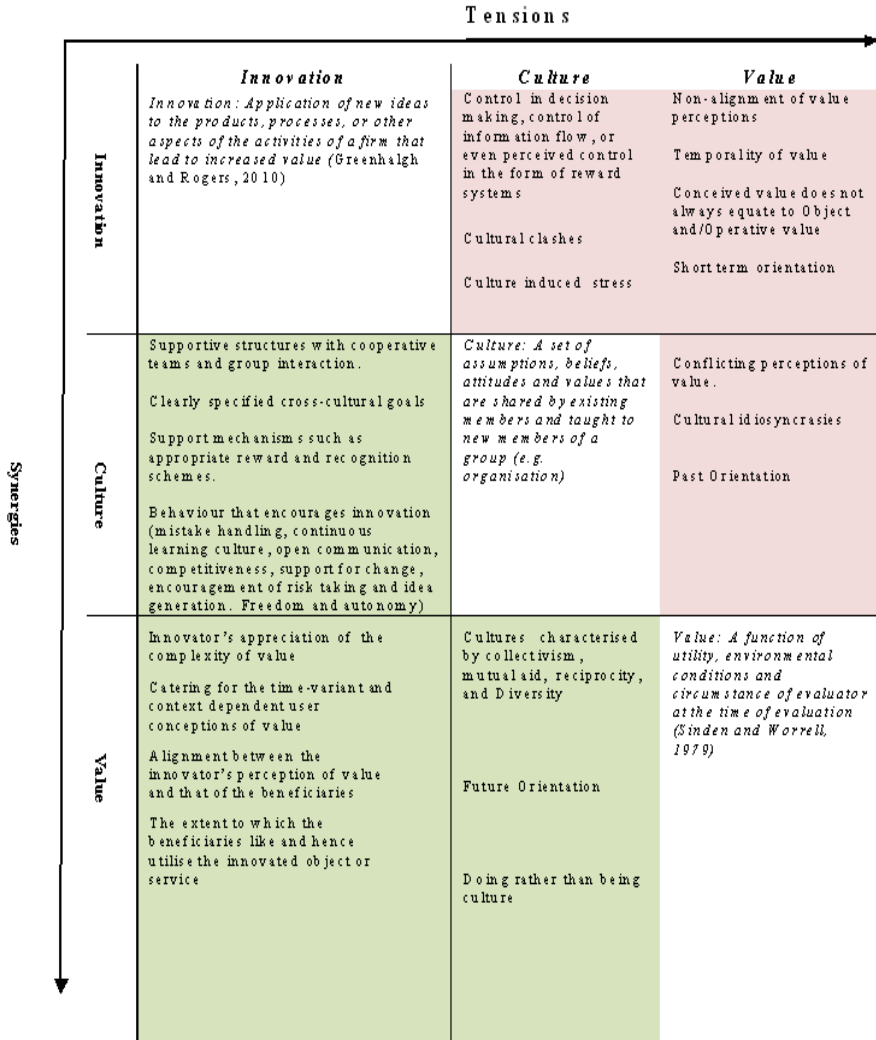 Tensions
Innovation
Culture
Value
Innovation
Innovation: Application of new ideas
to the products, processes, or other
aspects of the activities of a firm that
lead to increased value (Greenhalgh
and Rogers, 2010)
Control in decision
making, control of
information flow, or
even perceived control
in the form of reward
systems
Cultural clashes
Culture induced stress
Non-alignment of value
perceptions
Temporality of value
Conceived value does not
always equate to Object
and/Operative value
Short term orientation
Synergies
Culture
Supportive structures with cooperative
teams and group interaction.
Clearly specified cross-cultural goals
Support mechanisms such as
appropriate reward and recognition
schemes.
Behaviour that encourages innovation
(mistake handling, continuous
learning culture, open communication,
competitiveness, support for change,
encouragement of risk taking and idea
generation. Freedom and autonomy)
Culture: A set of
assumptions, beliefs,
attitudes and values that
are shared by existing
members and taught to
new members of a
group (e.g.
organisation)
Conflicting perceptions of
value.
Cultural idiosyncrasies
Past Orientation
Value
Innovator's appreciation of the
complexity of value
Catering for the time-variant and
context dependent user
conceptions of value
Alignment between the
innovator's perception of value
and that of the beneficiaries
The extent to which the
beneficiaries like and hence
utilise the innovated object or
service
Cultures characterised
by collectivism,
mutual aid, reciprocity,
and Diversity
Future Orientation
Doing rather than being
culture
Value: A function of
utility, environmental
conditions and
circumstance of evaluator
at the time of evaluation
(Sinden and Worrell,
1979)